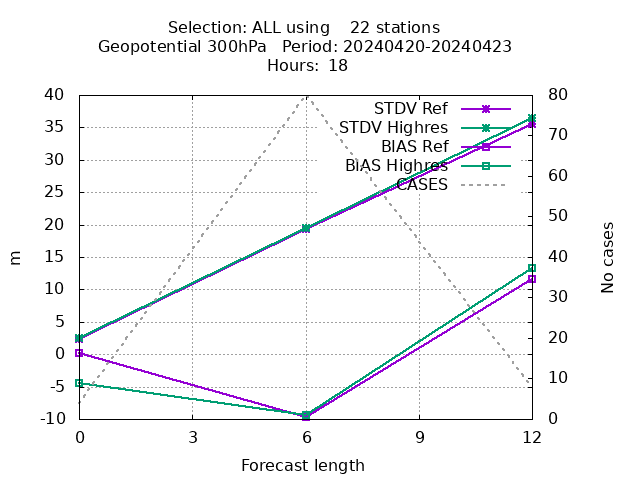 Selection: ALL using    22 stations
Geopotential 300hPa   Period: 20240420-20240423
Hours:  18
STDV Ref
STDV Highres
BIAS Ref
BIAS Highres
CASES
40
35
30
25
20
15
10
5
0
-5
-10
m
80
70
60
50
40
30
20
10
0
No cases
0
3
6
9
12
Forecast length